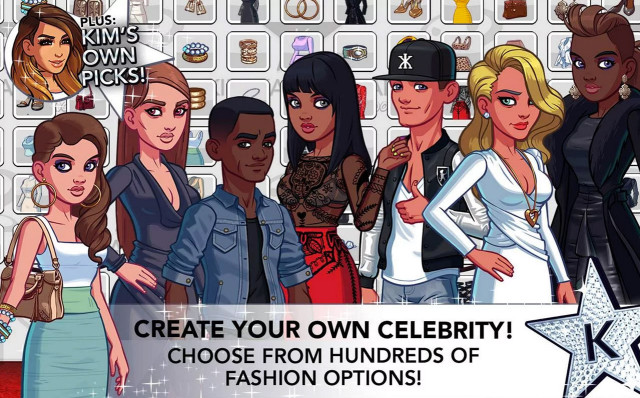 PLUS:
KIM'S
OWN
PICKS!
CREATE YOUR OWN CELEBRITY!
CHOOSE FROM HUNDREDS OF
FASHION OPTIONS!
K